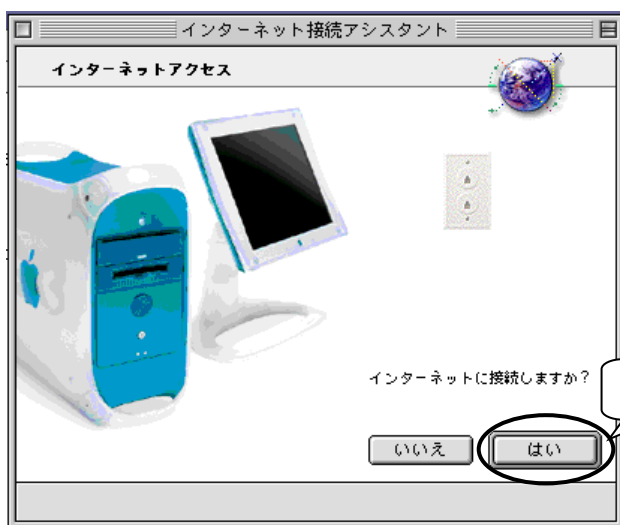 インターネット接続アシスタント
インターネットアクセス
インターネットに接続しますか?
いいえ
はい